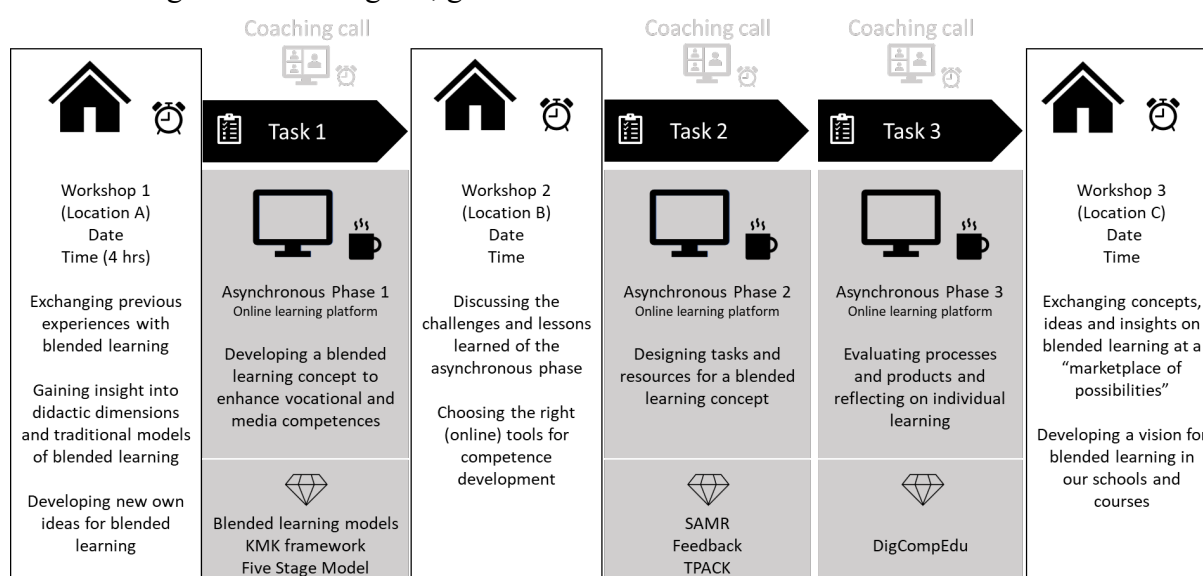 Coaching call
Coaching call
Coaching call
Task 1
Task 2
Task 3
Workshop 1
(Location A)
Date
Time (4 hrs)
Exchanging previous
experiences with
blended learning
Gaining insight into
didactic dimensions
and traditional models
of blended learning
Developing new own
ideas for blended
learning
Asynchronous Phase 1
Online learning platform
Developing a blended
learning concept to
enhance vocational and
media competences
Blended learning models
KMK framework
Five Stage Model
Workshop 2
(Location B)
Date
Time
Discussing the
challenges and lessons
learned of the
asynchronous phase
Choosing the right
(online) tools for
competence
development
Asynchronous Phase 2
Online learning platform
Designing tasks and
resources for a blended
learning concept
SAMR
Feedback
TPACK
Asynchronous Phase 3
Online learning platform
Evaluating processes
and products and
reflecting on individual
learning
DigCompEdu
Workshop 3
(Location C)
Date
Time
Exchanging concepts,
ideas and insights on
blended learning at a
“marketplace of
possibilities”
Developing a vision for
blended learning in
our schools and
courses